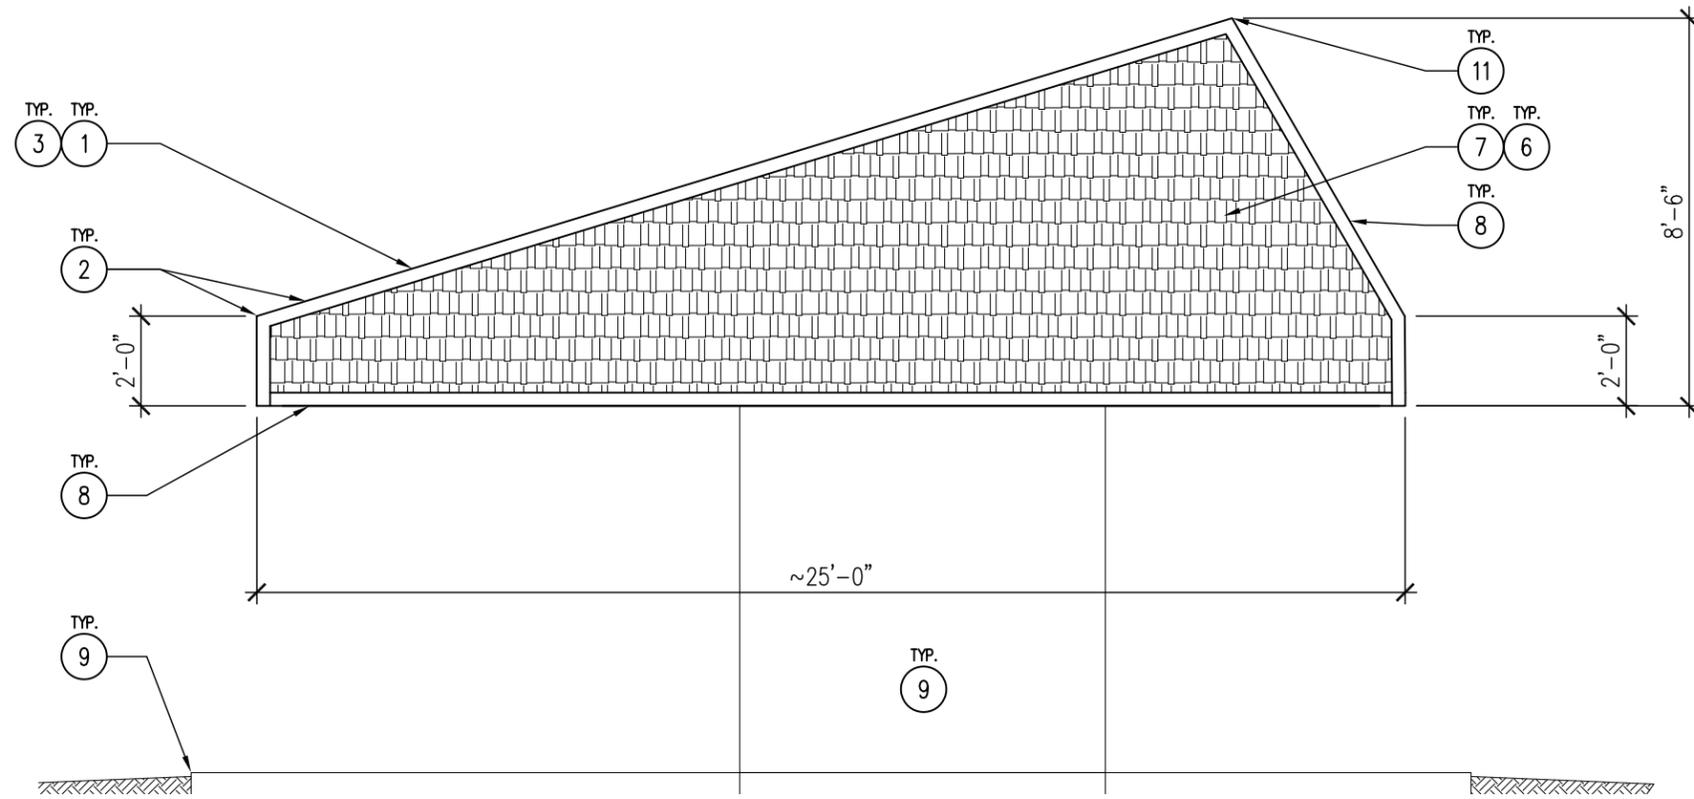 TYP.
11
TYP. TYP.
3 1
TYP. TYP.
7 6
TYP.
8
8'-6"
TYP.
2
2'-0"
2'-0"
TYP.
8
~25'-0"
TYP.
9
TYP.
9